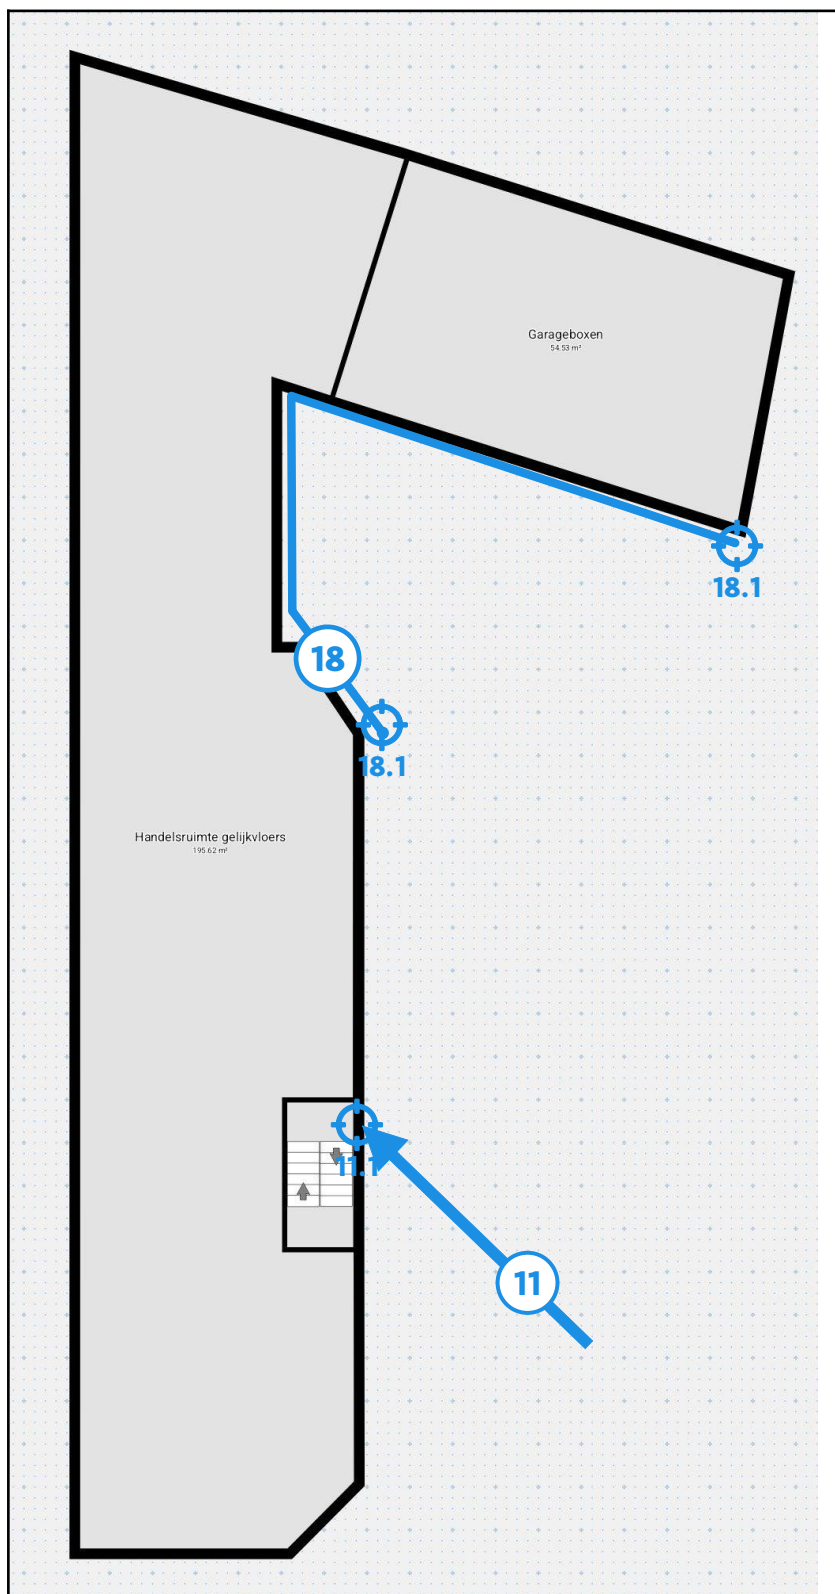 Garageboxen
54.53 m²
18.1
18
18.1
Handelsruimte gelijkvloers
195.62 m²
11.1
11